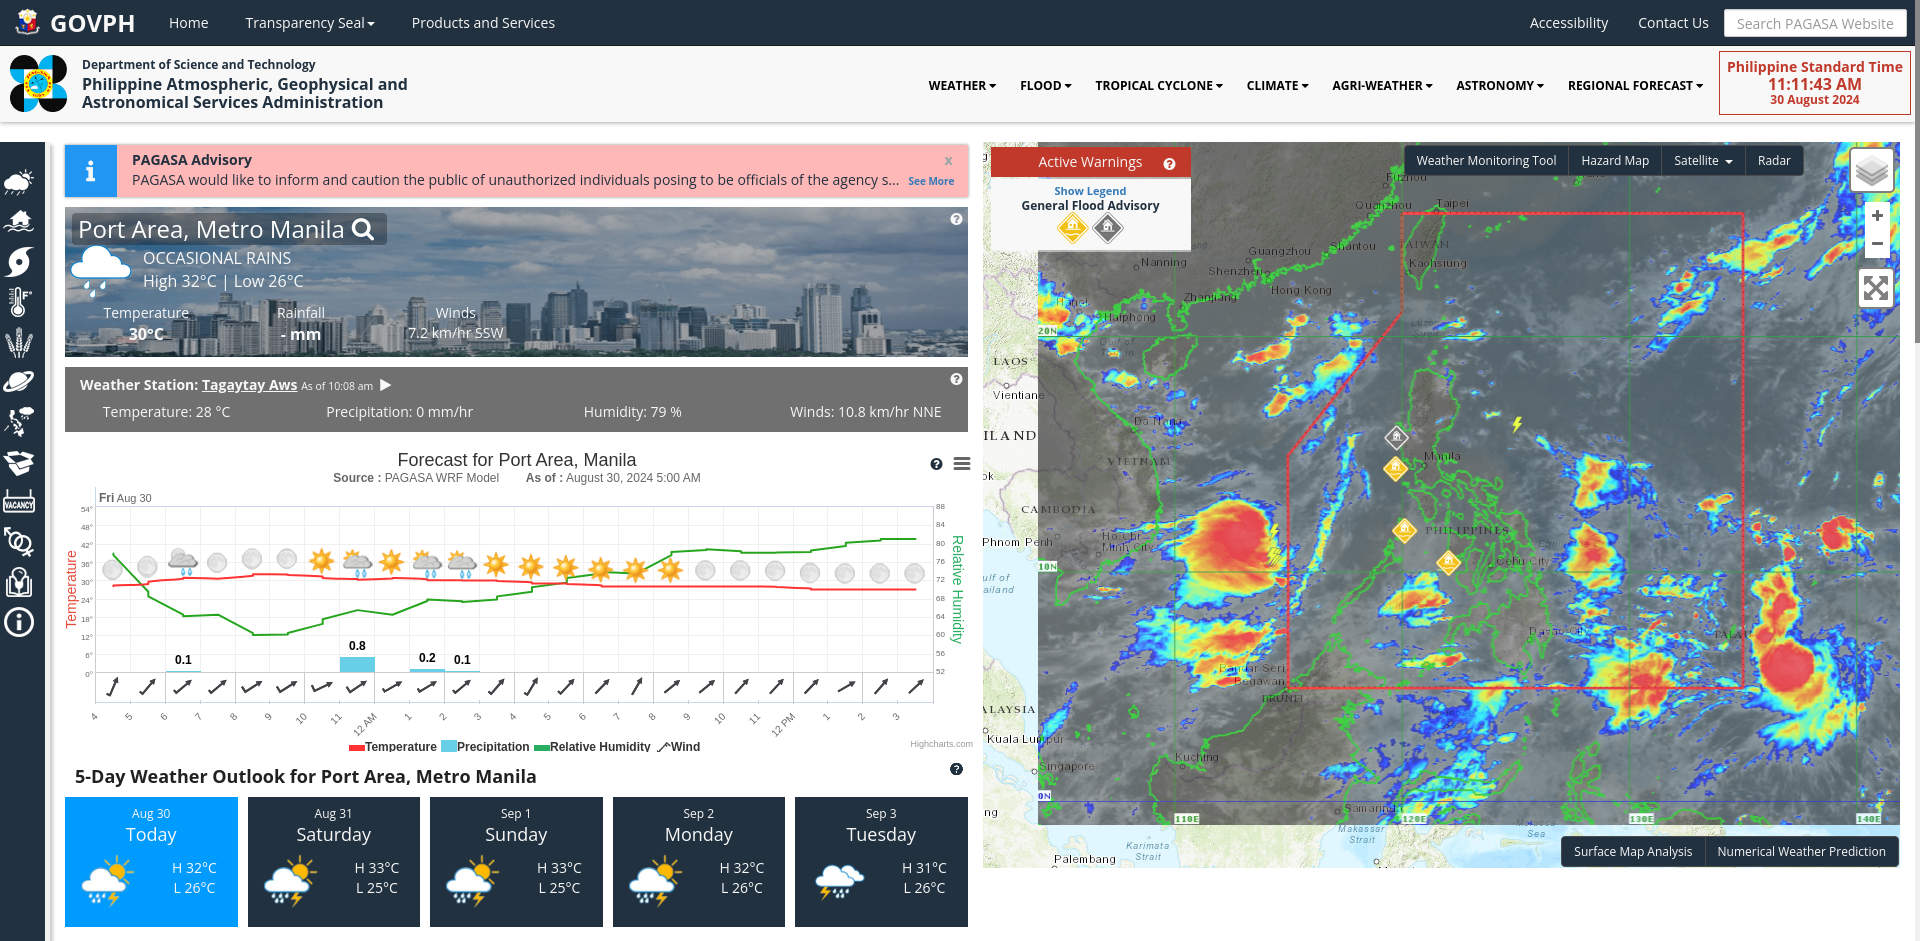 GOVPH
Home
Transparency Seal
Products and Services
Accessibility
Contact Us
Search PAGASA Website
Department of Science and Technology
Philippine Atmospheric, Geophysical and
Astronomical Services Administration
WEATHER
FLOOD
TROPICAL CYCLONE
CLIMATE
AGRI-WEATHER
ASTRONOMY
REGIONAL FORECAST
Philippine Standard Time
11:11:43 AM
30 August 2024
PAGASA Advisory
x
PAGASA would like to inform and caution the public of unauthorized individuals posing to be officials of the agency s...
See More
Port Area, Metro Manila
OCCASIONAL RAINS
High 32°C | Low 26°C
Temperature
30°C
Rainfall
- mm
Winds
7.2 km/hr SSW
Weather Station: Tagaytay Aws As of 10:08 am
Temperature: 28 °C
Precipitation: 0 mm/hr
Humidity: 79 %
Winds: 10.8 km/hr NNE
Forecast for Port Area, Manila
Source : PAGASA WRF Model As of : August 30, 2024 5:00 AM
Fri Aug 30
Temperature
54°
48°
42°
36°
30°
24°
18°
12°
6°
0°
Relative Humidity
88
84
80
76
72
68
64
60
56
52
0.1
0.8
0.2
0.1
4
5
6
7
8
9
10
11
12 AM
1
2
3
4
5
6
7
8
9
10
11
12 PM
1
2
3
Temperature
Precipitation
Relative Humidity
Wind
Highcharts.com
5-Day Weather Outlook for Port Area, Metro Manila
Aug 30
Today
H 32°C
L 26°C
Aug 31
Saturday
H 33°C
L 25°C
Sep 1
Sunday
H 33°C
L 25°C
Sep 2
Monday
H 32°C
L 26°C
Sep 3
Tuesday
H 31°C
L 26°C
VACANCY
Active Warnings
Show Legend
General Flood Advisory
Weather Monitoring Tool
Hazard Map
Satellite
Radar
+
−
Fuzhou
Quanzhou
Taipei
TAIWAN
Kaohsiung
Guangzhou
Shantou
Nanning
Shenzhen
Hong Kong
Zhanjiang
Hanoi
Haiphong
20N
Gulf of
LAOS
Vientiane
Da Nang
ILAND
VIETNAM
ok
Manila
CAMBODIA
Phnom Penh
Ho Chi
Minh City
PHILIPPINES
Cebu City
10N
ulf of
ailand
Davao City
PALAU
Bandar Seri
Begawan
BRUNEI
ALAYSIA
Kuala Lumpur
Kuching
Singapore
0N
ng
Samarinda
110E
120E
130E
140E
Makassar
Strait
Sea
Karimata
Strait
Palembang
Surface Map Analysis
Numerical Weather Prediction